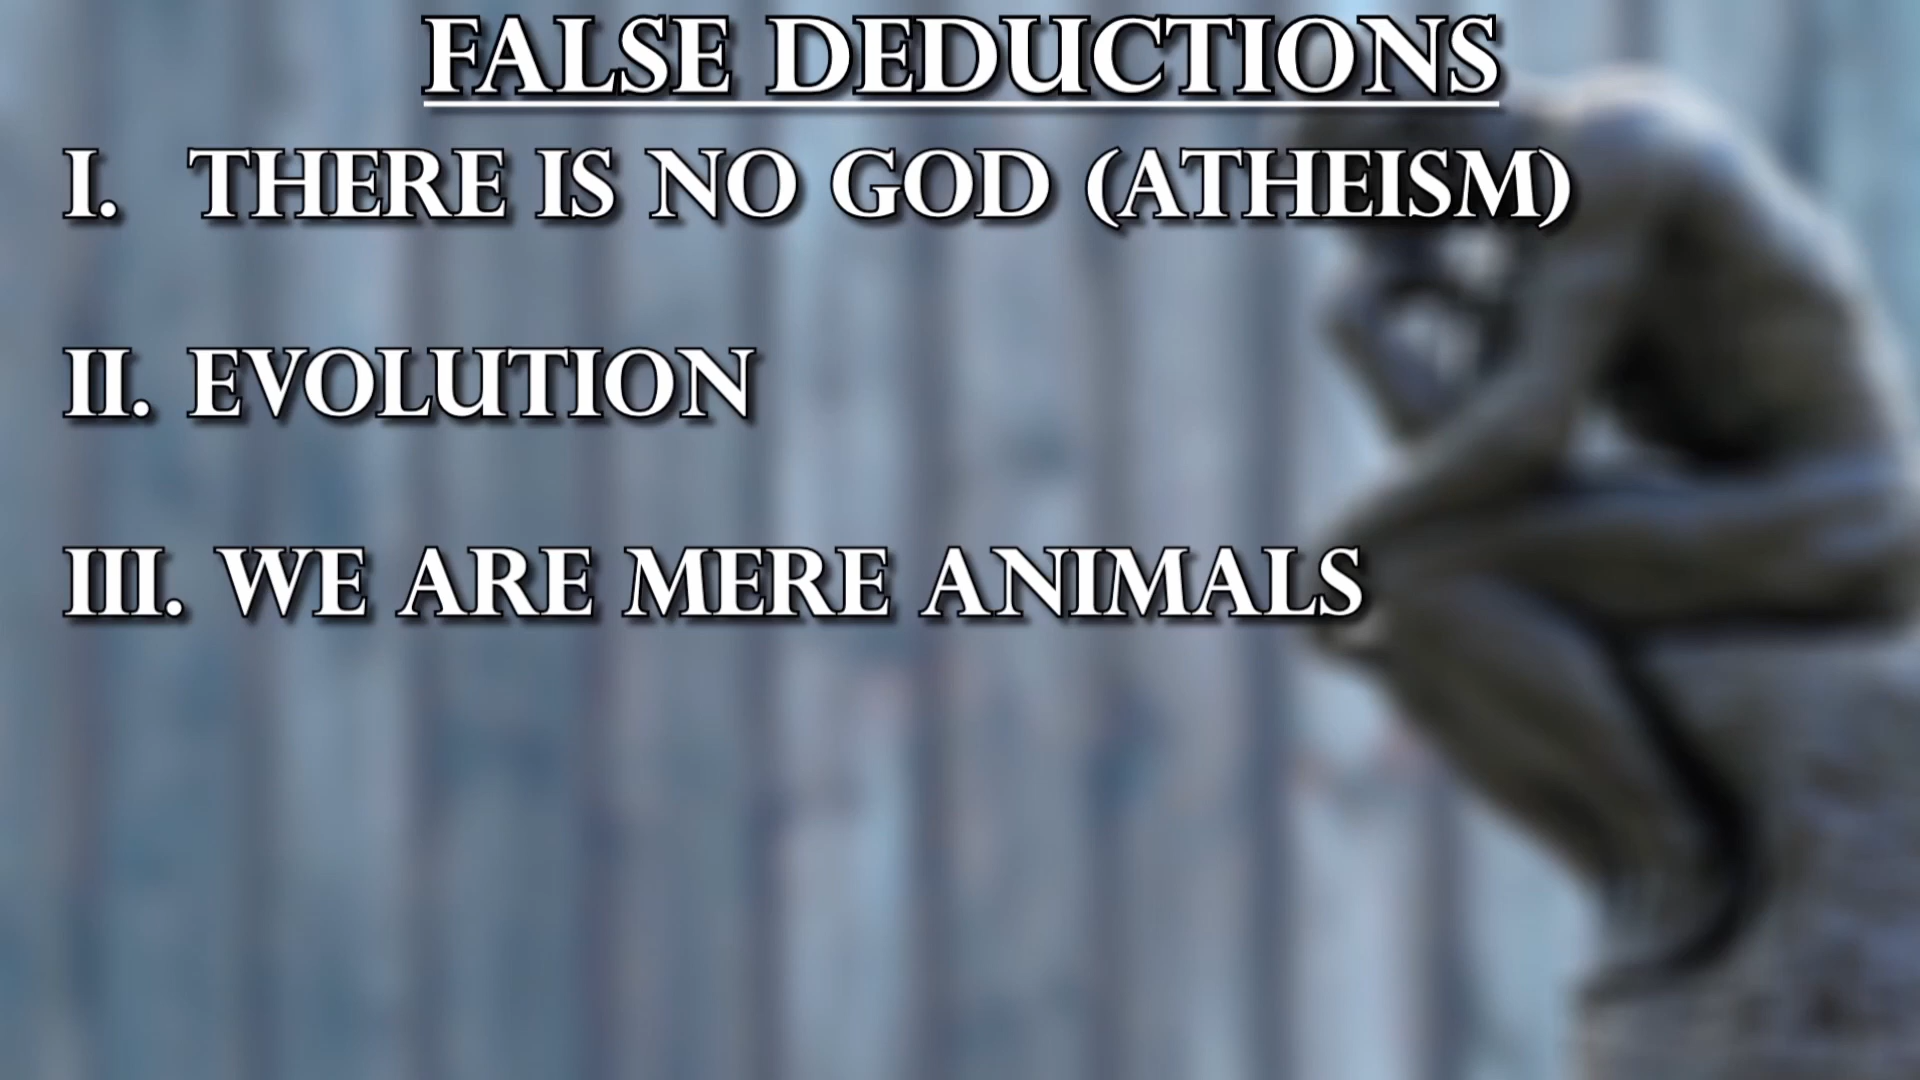 FALSE DEDUCTIONS
I. THERE IS NO GOD (ATHEISM)
II. EVOLUTION
III. WE ARE MERE ANIMALS